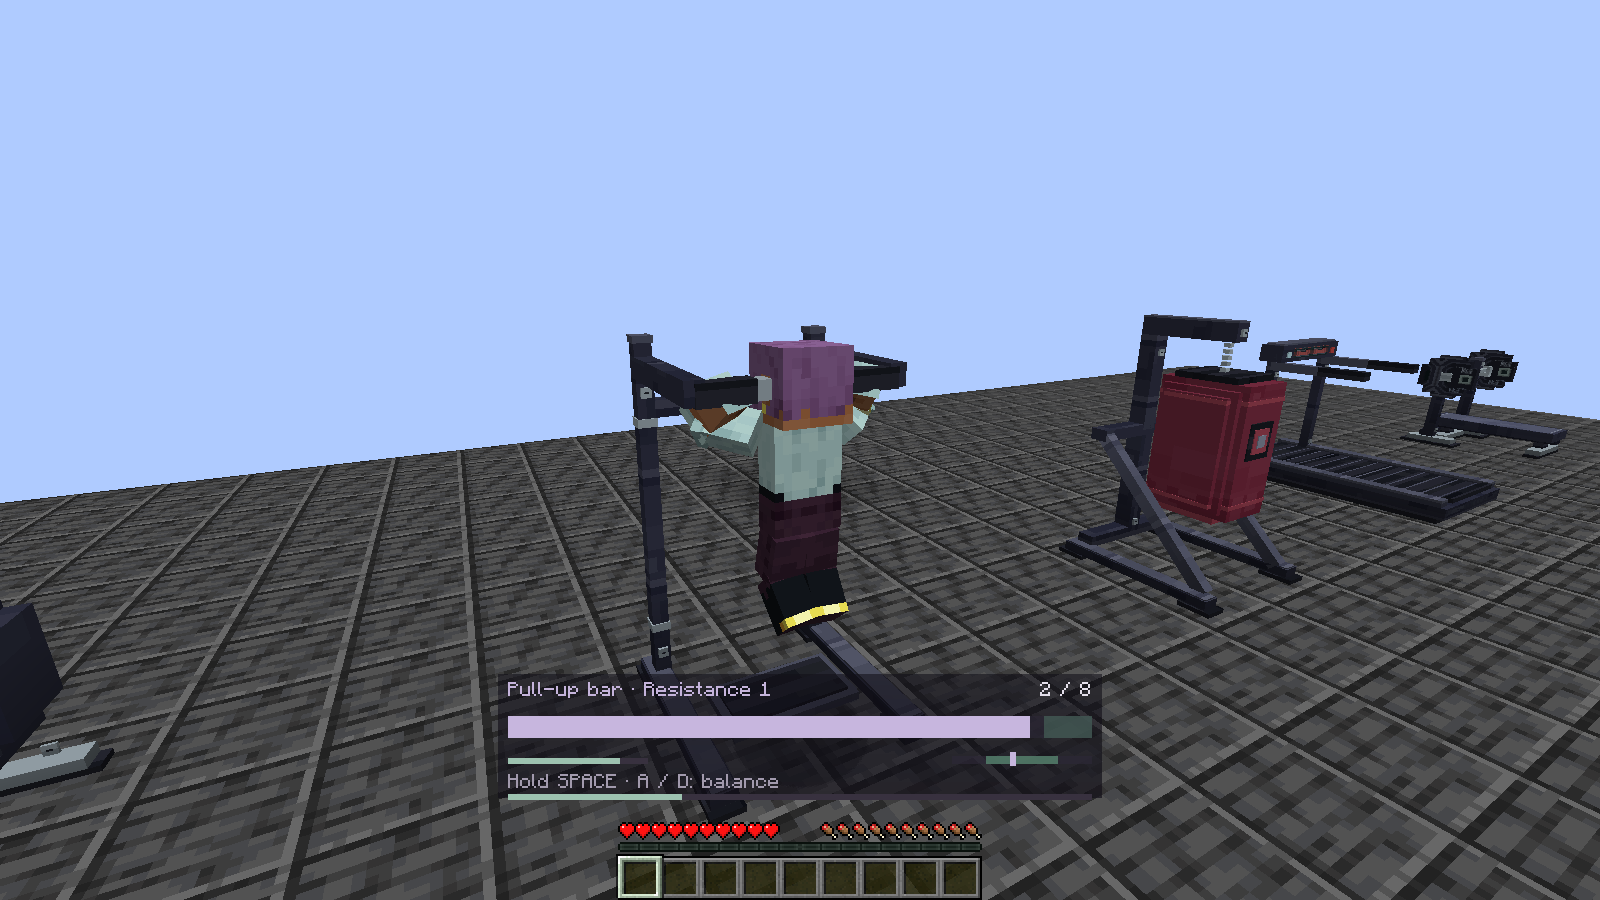 Pull-up bar · Resistance 1
2 / 8
Hold SPACE · A / D: balance